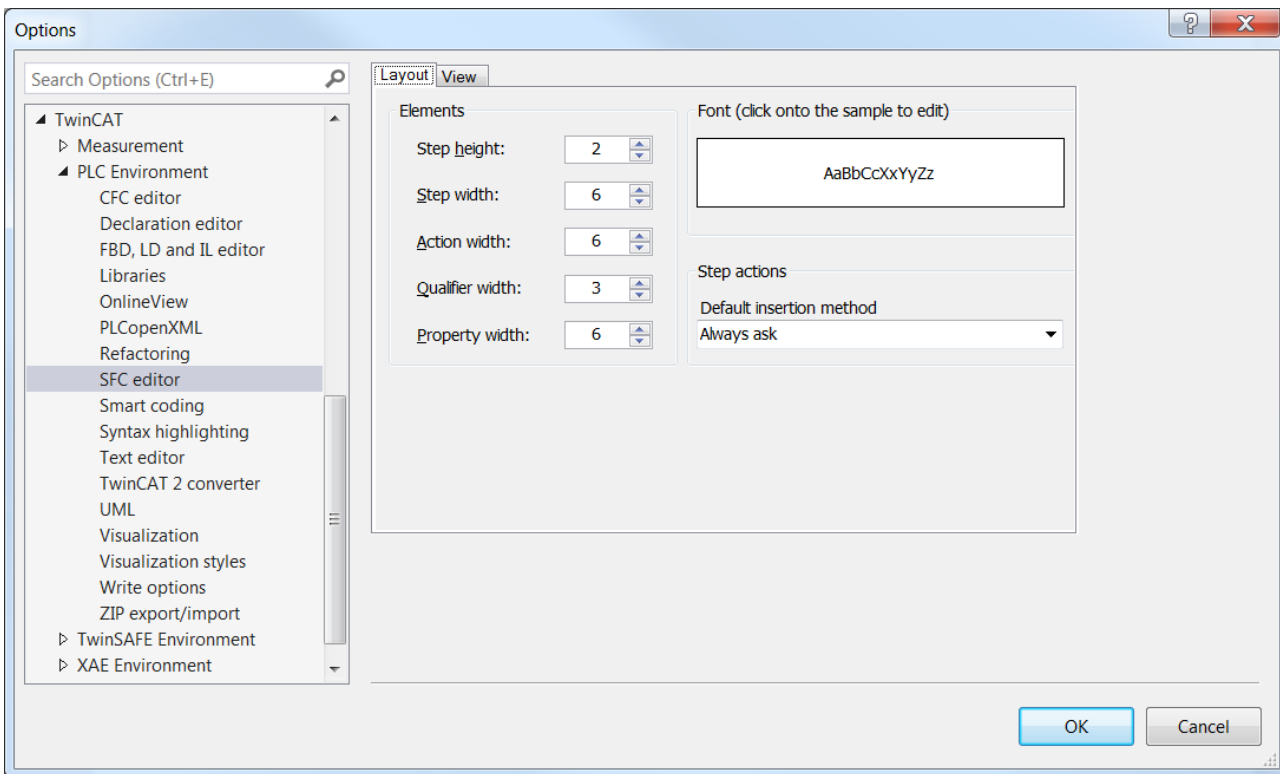 Options
Search Options (Ctrl+E)
TwinCAT
Measurement
PLC Environment
CFC editor
Declaration editor
FBD, LD and IL editor
Libraries
OnlineView
PLCopenXML
Refactoring
SFC editor
Smart coding
Syntax highlighting
Text editor
TwinCAT 2 converter
UML
Visualization
Visualization styles
Write options
ZIP export/import
TwinSAFE Environment
XAE Environment
Layout View
Elements
Step height: 2
Step width: 6
Action width: 6
Qualifier width: 3
Property width: 6
Font (click onto the sample to edit)
AaBbCcXxYyZz
Step actions
Default insertion method
Always ask
OK Cancel